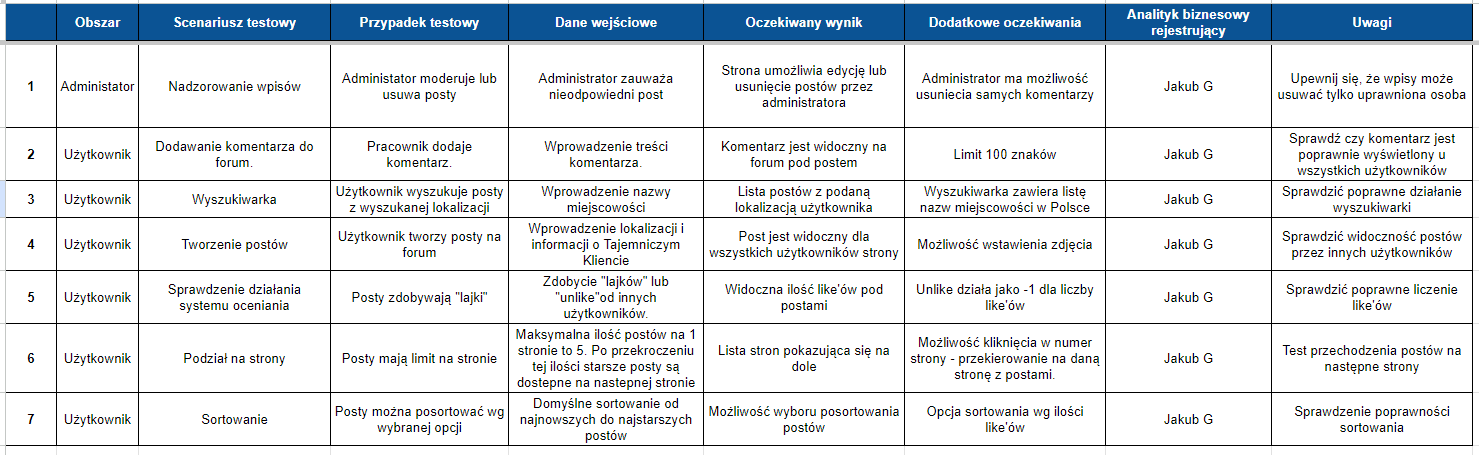 Obszar
Scenariusz testowy
Przypadek testowy
Dane wejściowe
Oczekiwany wynik
Dodatkowe oczekiwania
Analityk biznesowy
rejestrujący
Uwagi
1
Administator
Nadzorowanie wpisów
Administator moderuje lub
usuwa posty
Administrator zauważa
nieodpowiedni post
Strona umożliwia edycję lub
usunięcie postów przez
administratora
Administrator ma możliwość
usuniecia samych komentarzy
Jakub G
Upewnij się, że wpisy może
usuwać tylko uprawniona osoba
2
Użytkownik
Dodawanie komentarza do
forum.
Pracownik dodaje
komentarz.
Wprowadzenie treści
komentarza.
Komentarz jest widoczny na
forum pod postem
Limit 100 znaków
Jakub G
Sprawdź czy komentarz jest
poprawnie wyświetlony u
wszystkich użytkowników
3
Użytkownik
Wyszukiwarka
Użytkownik wyszukuje posty
z wyszukanej lokalizacji
Wprowadzenie nazwy
miejscowości
Lista postów z podaną
lokalizacją użytkownika
Wyszukiwarka zawiera listę
nazw miejscowości w Polsce
Jakub G
Sprawdzić poprawne działanie
wyszukiwarki
4
Użytkownik
Tworzenie postów
Użytkownik tworzy posty na
forum
Wprowadzenie lokalizacji i
informacji o Tajemniczym
Kliencie
Post jest widoczny dla
wszystkich użytkowników strony
Możliwość wstawienia zdjęcia
Jakub G
Sprawdzić widoczność postów
przez innych użytkowników
5
Użytkownik
Sprawdzenie działania
systemu oceniania
Posty zdobywają "lajki"
Zdobycie "lajków" lub
"unlike"od innych
użytkowników.
Widoczna ilość like'ów pod
postami
Unlike działa jako -1 dla liczby
like'ów
Jakub G
Sprawdzić poprawne liczenie
like'ów
6
Użytkownik
Podział na strony
Posty mają limit na stronie
Maksymalna ilość postów na 1
stronie to 5. Po przekroczeniu
tej ilości starsze posty są
dostepne na nastepnej stronie
Lista stron pokazująca się na
dole
Możliwość kliknięcia w numer
strony - przekierowanie na daną
stronę z postami.
Jakub G
Test przechodzenia postów na
następne strony
7
Użytkownik
Sortowanie
Posty można posortować wg
wybranej opcji
Domyślne sortowanie od
najnowszych do najstarszych
postów
Możliwość wyboru posortowania
postów
Opcja sortowania wg ilości
like'ów
Jakub G
Sprawdzenie poprawności
sortowania